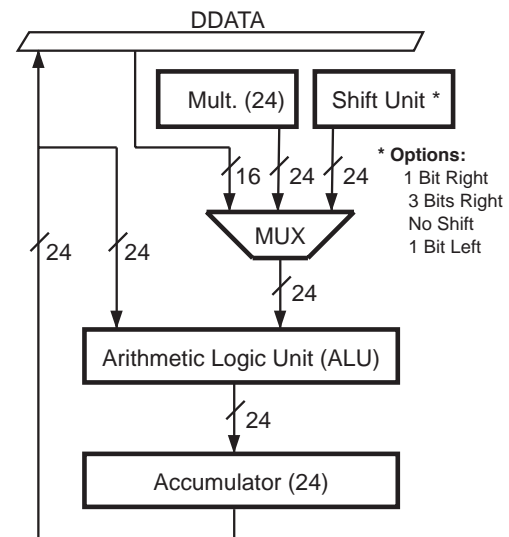 DDATA
Mult. (24)
Shift Unit *
* Options:
1 Bit Right
3 Bits Right
No Shift
1 Bit Left
16
24
24
MUX
24
24
24
Arithmetic Logic Unit (ALU)
24
Accumulator (24)